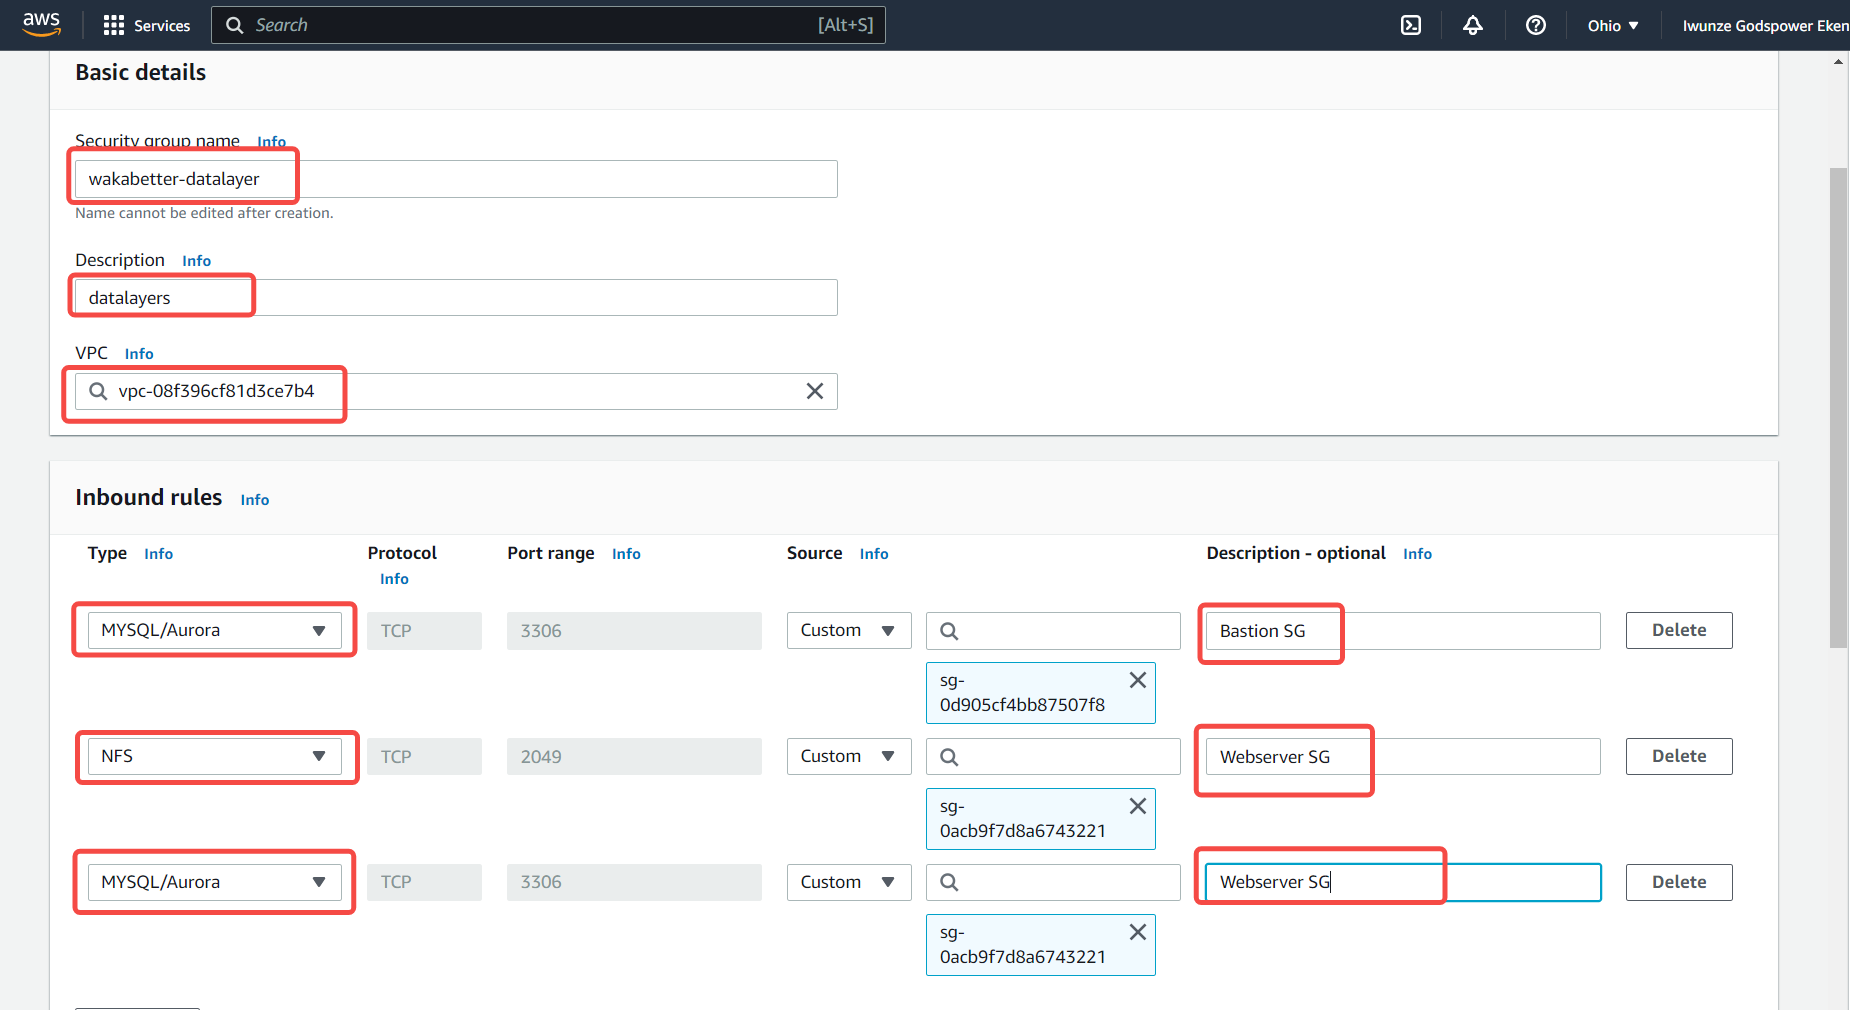 aws Services Search [Alt+S] Ohio Iwunze Godspower Eken
Basic details
Security group name Info
wakabetter-datalayer
Name cannot be edited after creation.
Description Info
datalayers
VPC Info
vpc-08f396cf81d3ce7b4
Inbound rules Info
Type Info Protocol Port range Info Source Info Description - optional Info
Info
MYSQL/Aurora TCP 3306 Custom Bastion SG Delete
sg-
0d905cf4bb87507f8
NFS TCP 2049 Custom Webserver SG Delete
sg-
0acb9f7d8a6743221
MYSQL/Aurora TCP 3306 Custom Webserver SG Delete
sg-
0acb9f7d8a6743221